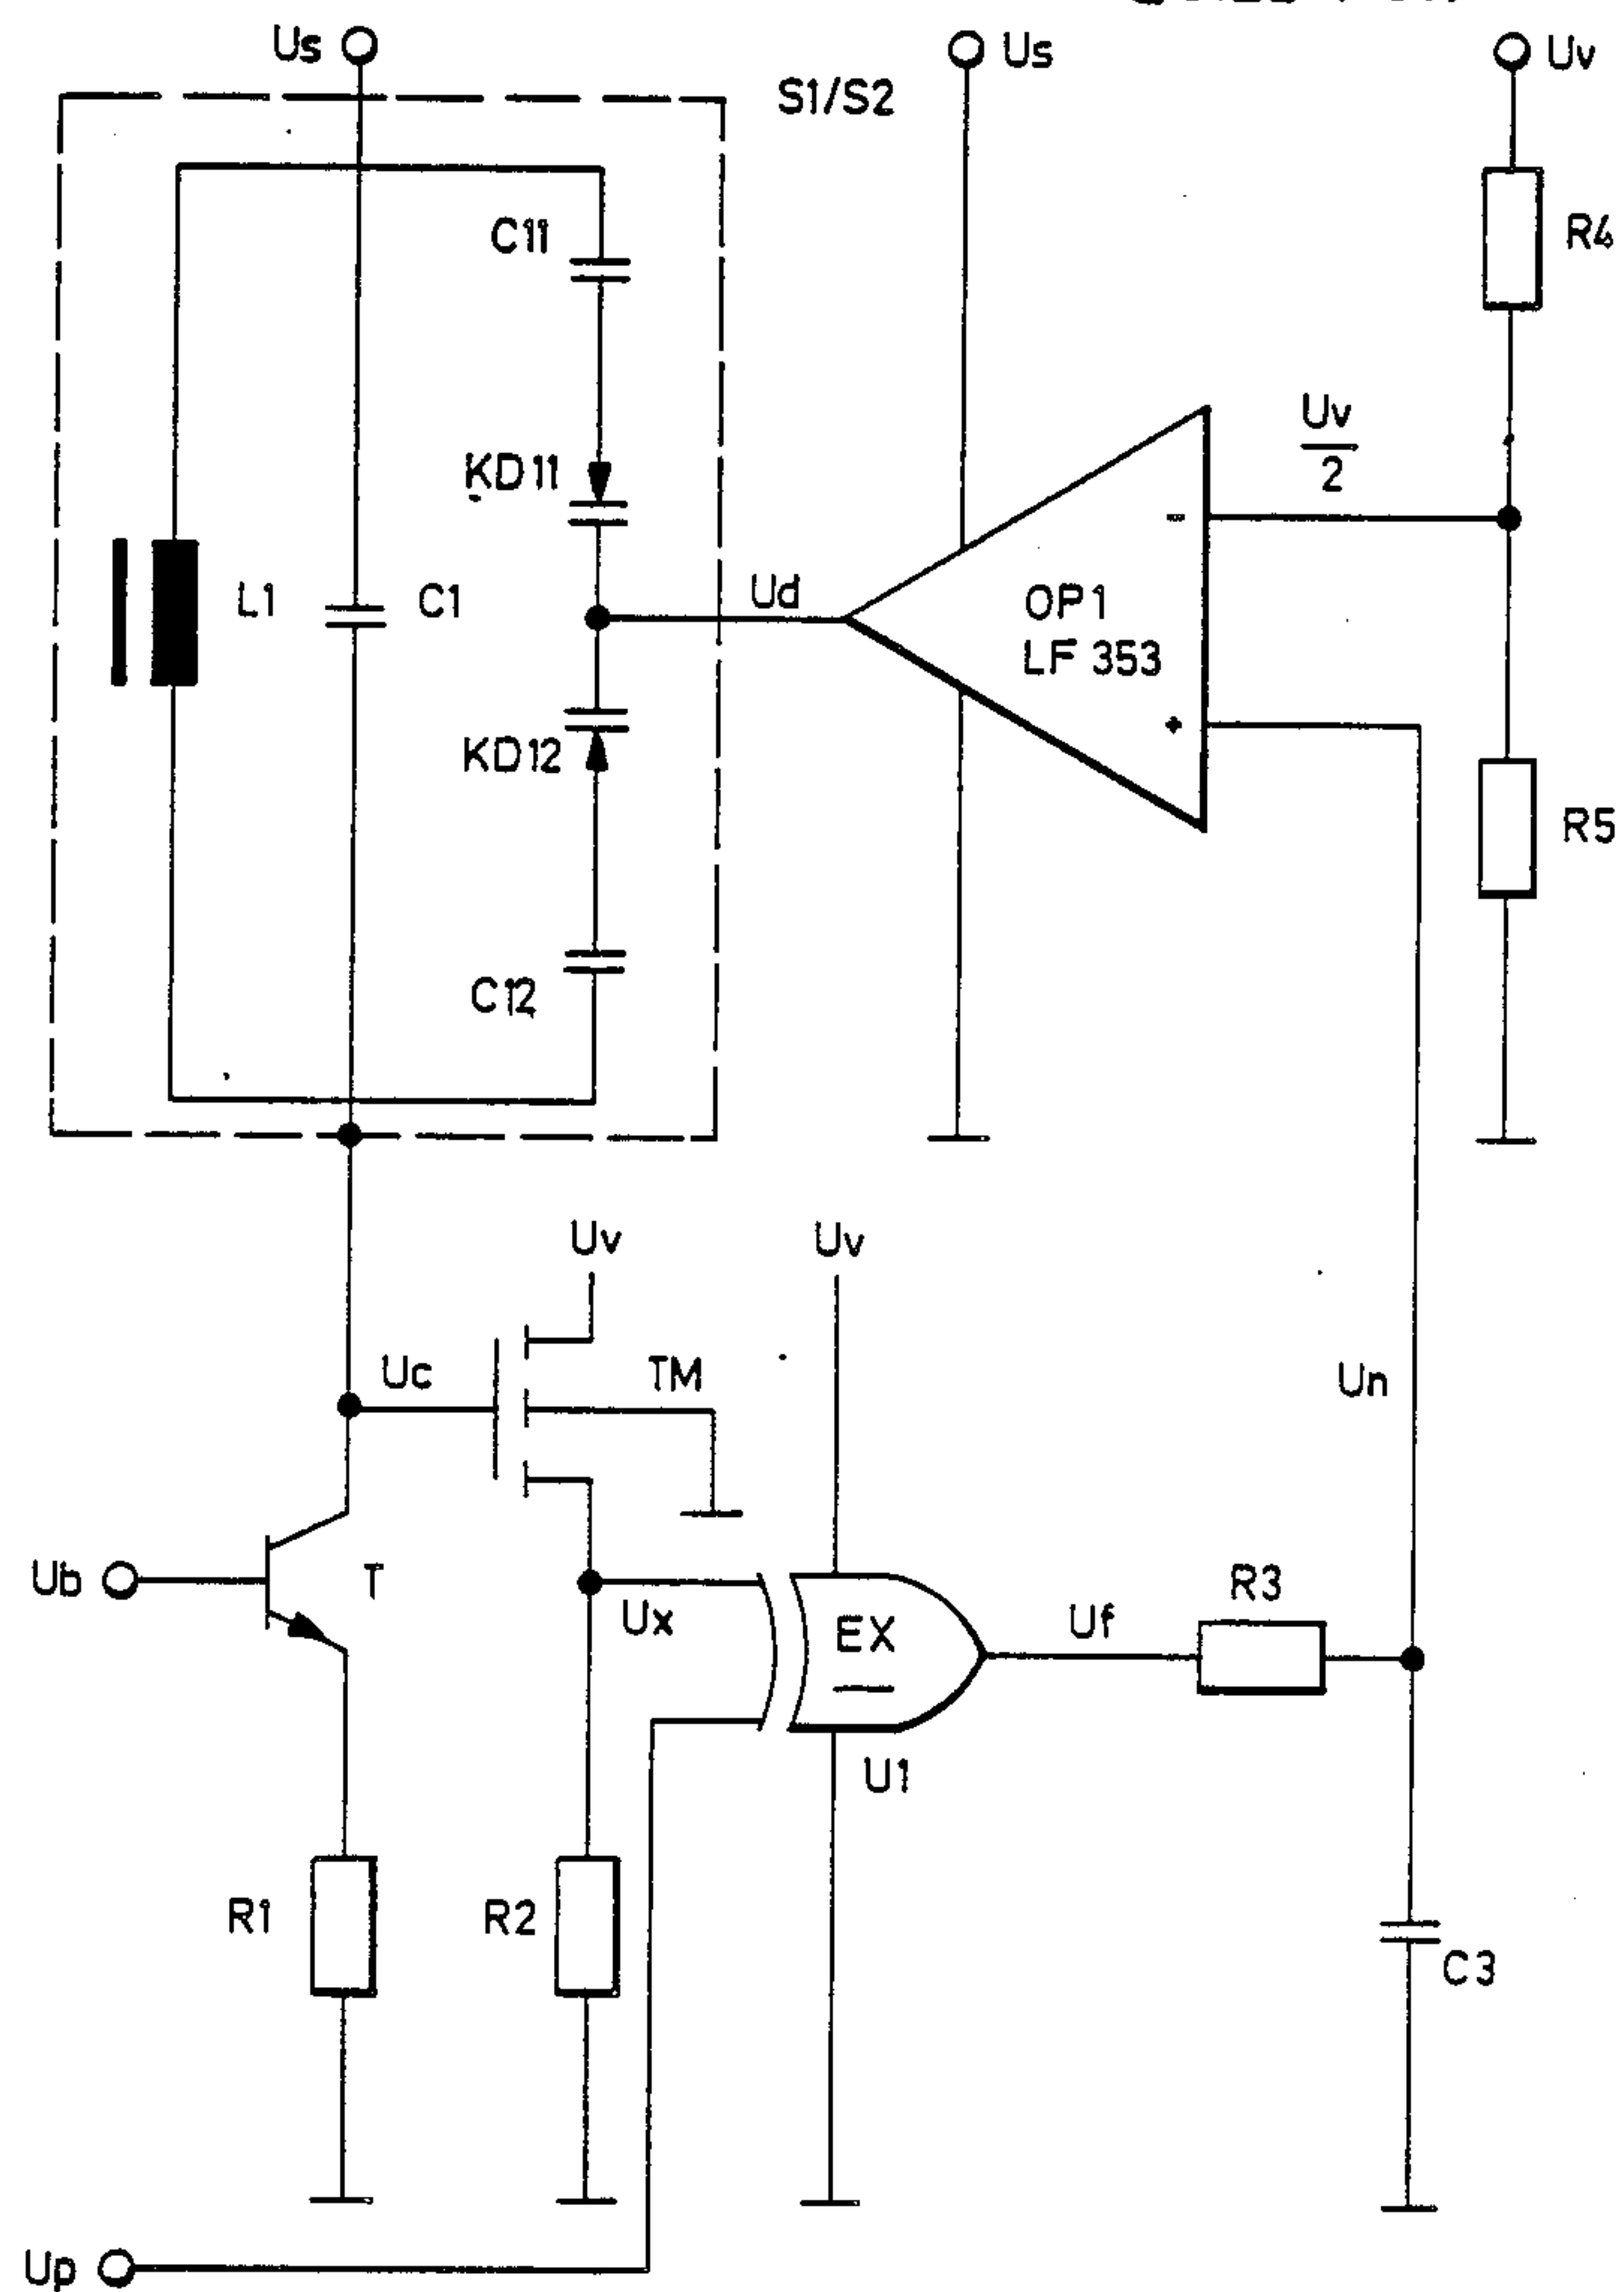 Us
Us
Uv
S1/S2
R4
C11
Uv
2
KD11
-
Ud
L1
C1
OP1
LF 353
+
KD12
R5
C12
Uv
Uv
Uc
TM
Un
Ub
T
Ux
EX
Uf
R3
U1
R1
R2
C3
Up